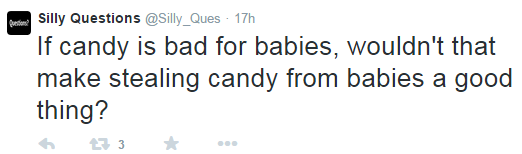 Silly Questions @Silly_Ques · 17h
If candy is bad for babies, wouldn't that
make stealing candy from babies a good
thing?
3